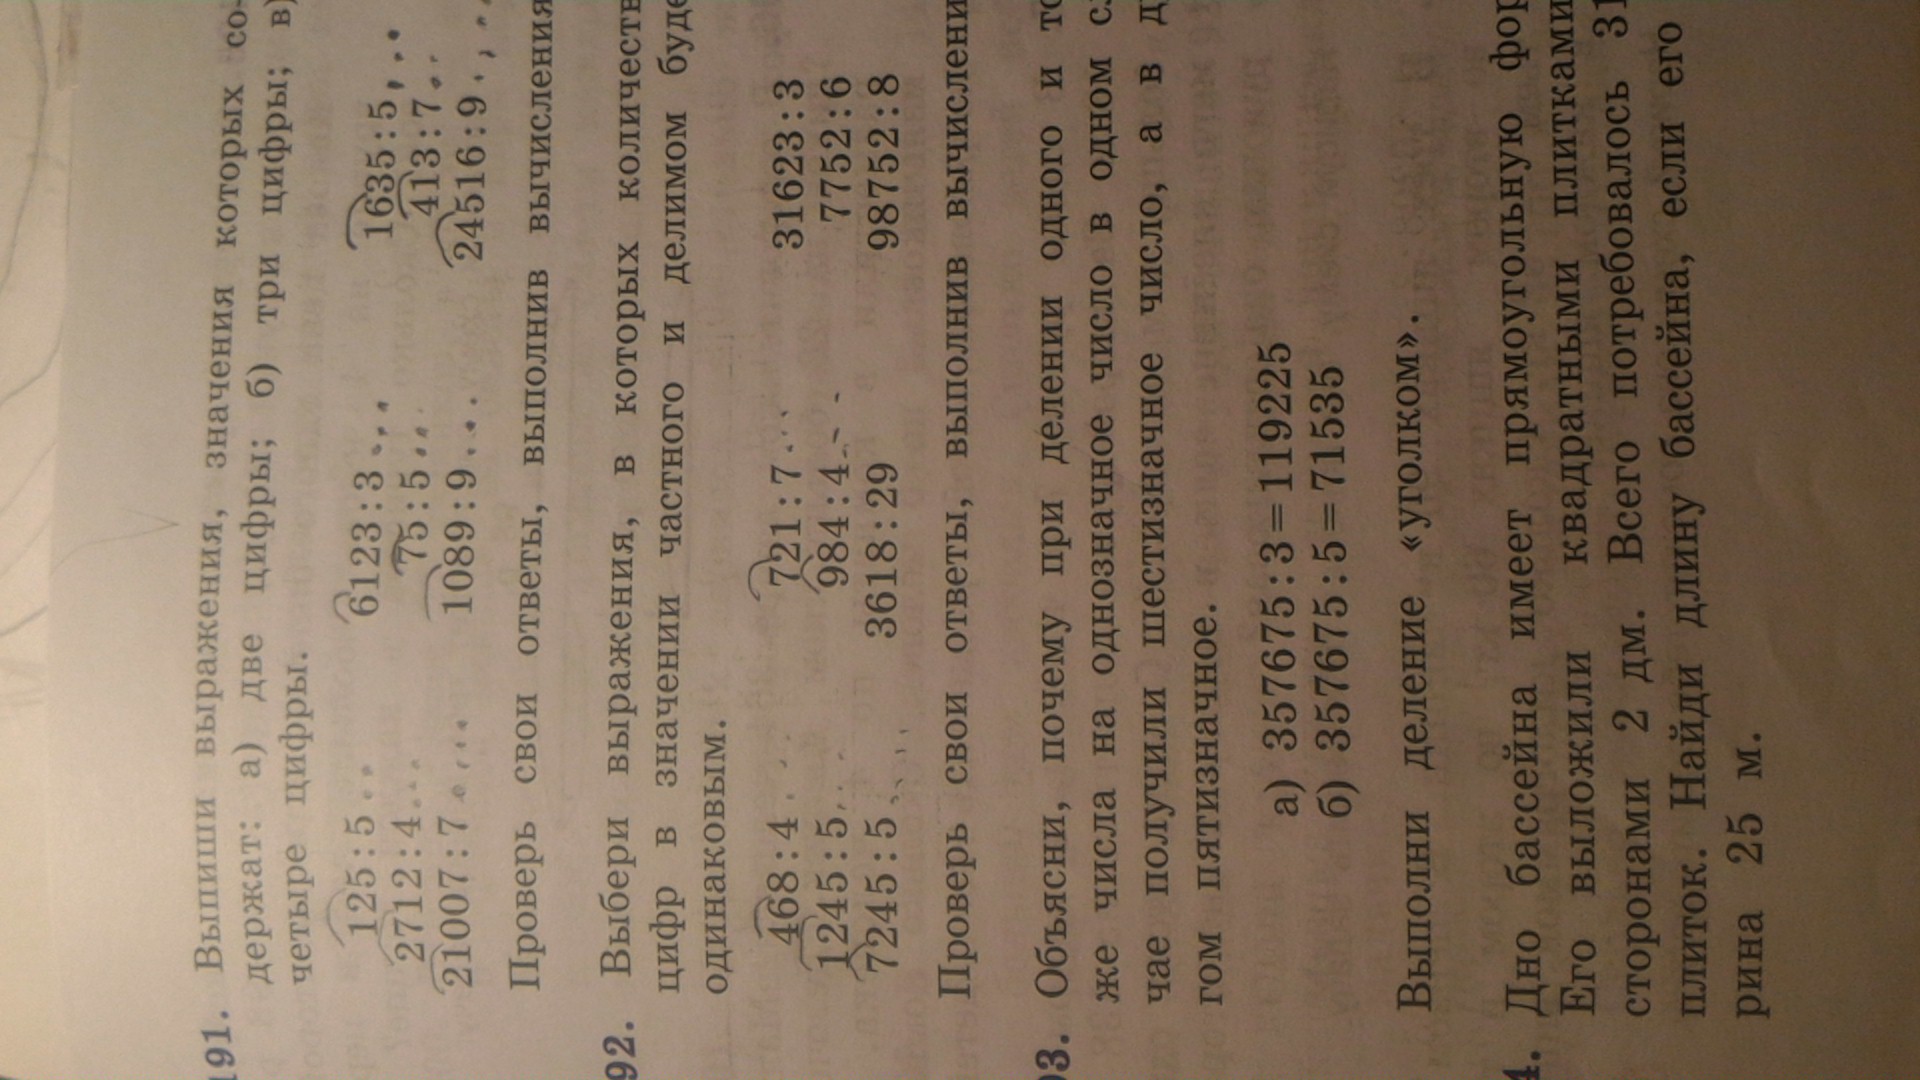 191. Выпиши выражения, значения которых со-
держат: а) две цифры; б) три цифры; в)
четыре цифры.
125:5 6123:3 1635:5
2712:4 75:5 413:7
21007:7 1089:9 24516:9
Проверь свои ответы, выполнив вычисления
92. Выбери выражения, в которых количеств
цифр в значении частного и делимом буде
одинаковым.
468:4 721:7 31623:3
1245:5 984:4 7752:6
7245:5 3618:29 98752:8
Проверь свои ответы, выполнив вычислени
93. Объясни, почему при делении одного и то
же числа на однозначное число в одном сл
чае получили шестизначное число, а в д
гом пятизначное.
а) 357675:3=119225
б) 357675:5=71535
Выполни деление «уголком».
4. Дно бассейна имеет прямоугольную фор
Его выложили квадратными плитками
сторонами 2 дм. Всего потребовалось 31
плиток. Найди длину бассейна, если его
рина 25 м.